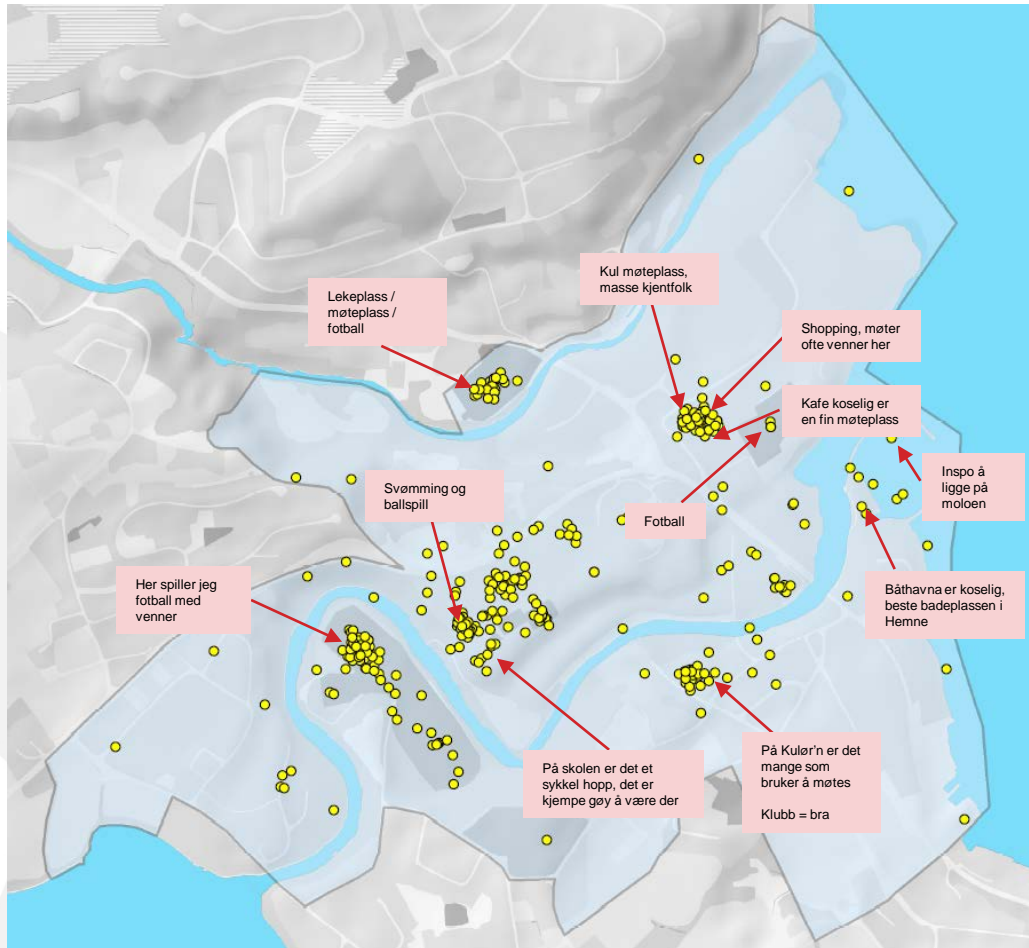 Kul møteplass,
masse kjentfolk
Lekeplass /
møteplass /
fotball
Shopping, møter
ofte venner her
Kafe koselig er
en fin møteplass
Inspo å
ligge på
moloen
Svømming og
ballspill
Fotball
Her spiller jeg
fotball med
venner
Båthavna er koselig,
beste badeplassen i
Hemne
På skolen er det et
sykkel hopp, det er
kjempe gøy å være der
På Kulør'n er det
mange som
bruker å møtes
Klubb = bra